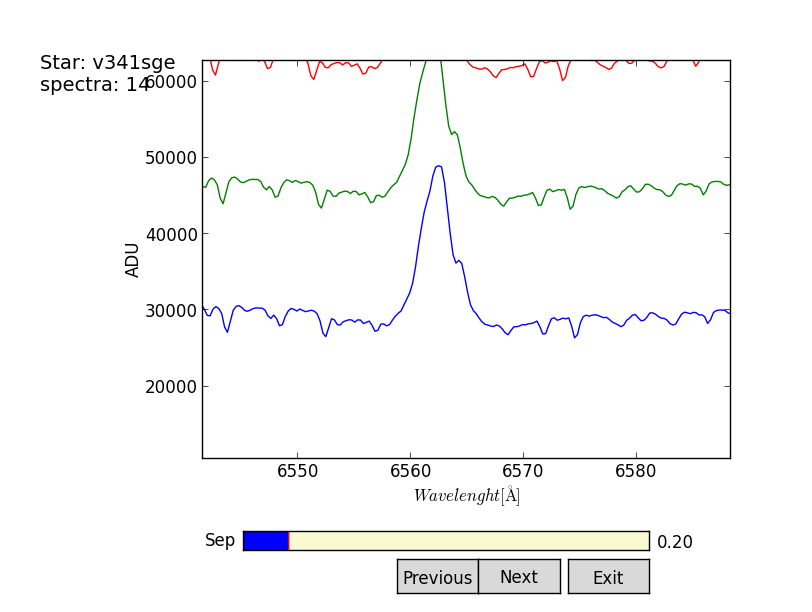 Star: v341sge
spectra: 14
60000
50000
40000
30000
20000
ADU
6550 6560 6570 6580
Wavelenght[Å]
Sep 0.20
Previous Next Exit